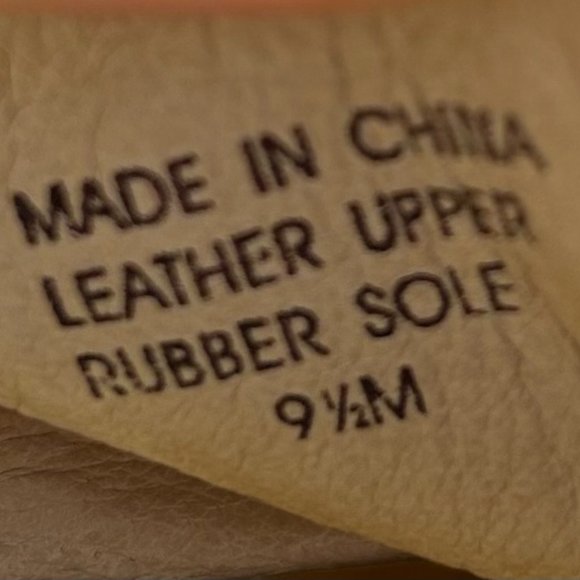 MADE IN CHINA
LEATHER UPPER
RUBBER SOLE
9½M